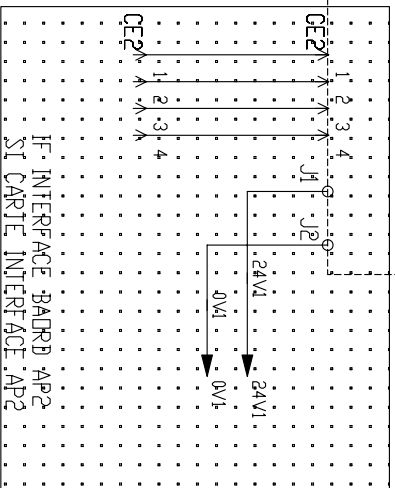 1 2 3 4
CE2
J1 J2
24V1 24V1
0V1 0V1
1 2 3 4
CE2
IF INTERFACE BAORD AP2
SI CARTE INTERFACE AP2